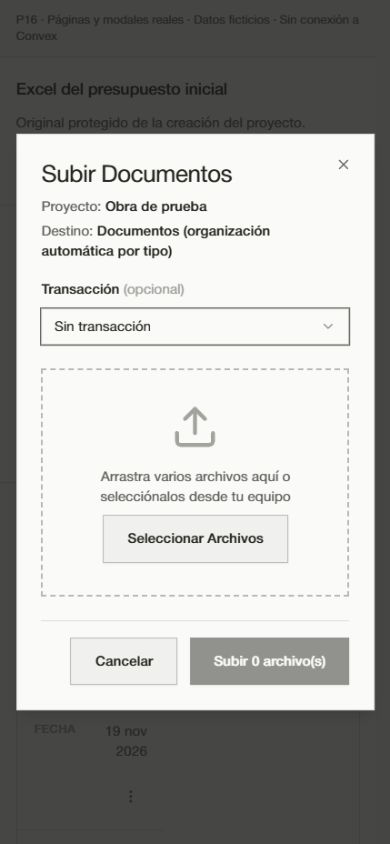 P16 - Páginas y modales reales - Datos ficticios - Sin conexión a
Convex
Excel del presupuesto inicial
Original protegido de la creación del proyecto.
Subir Documentos
Proyecto: Obra de prueba
Destino: Documentos (organización
automática por tipo)
Transacción (opcional)
Sin transacción
Arrastra varios archivos aquí o
selecciónalos desde tu equipo
Seleccionar Archivos
Cancelar
Subir 0 archivo(s)
FECHA
19 nov
2026